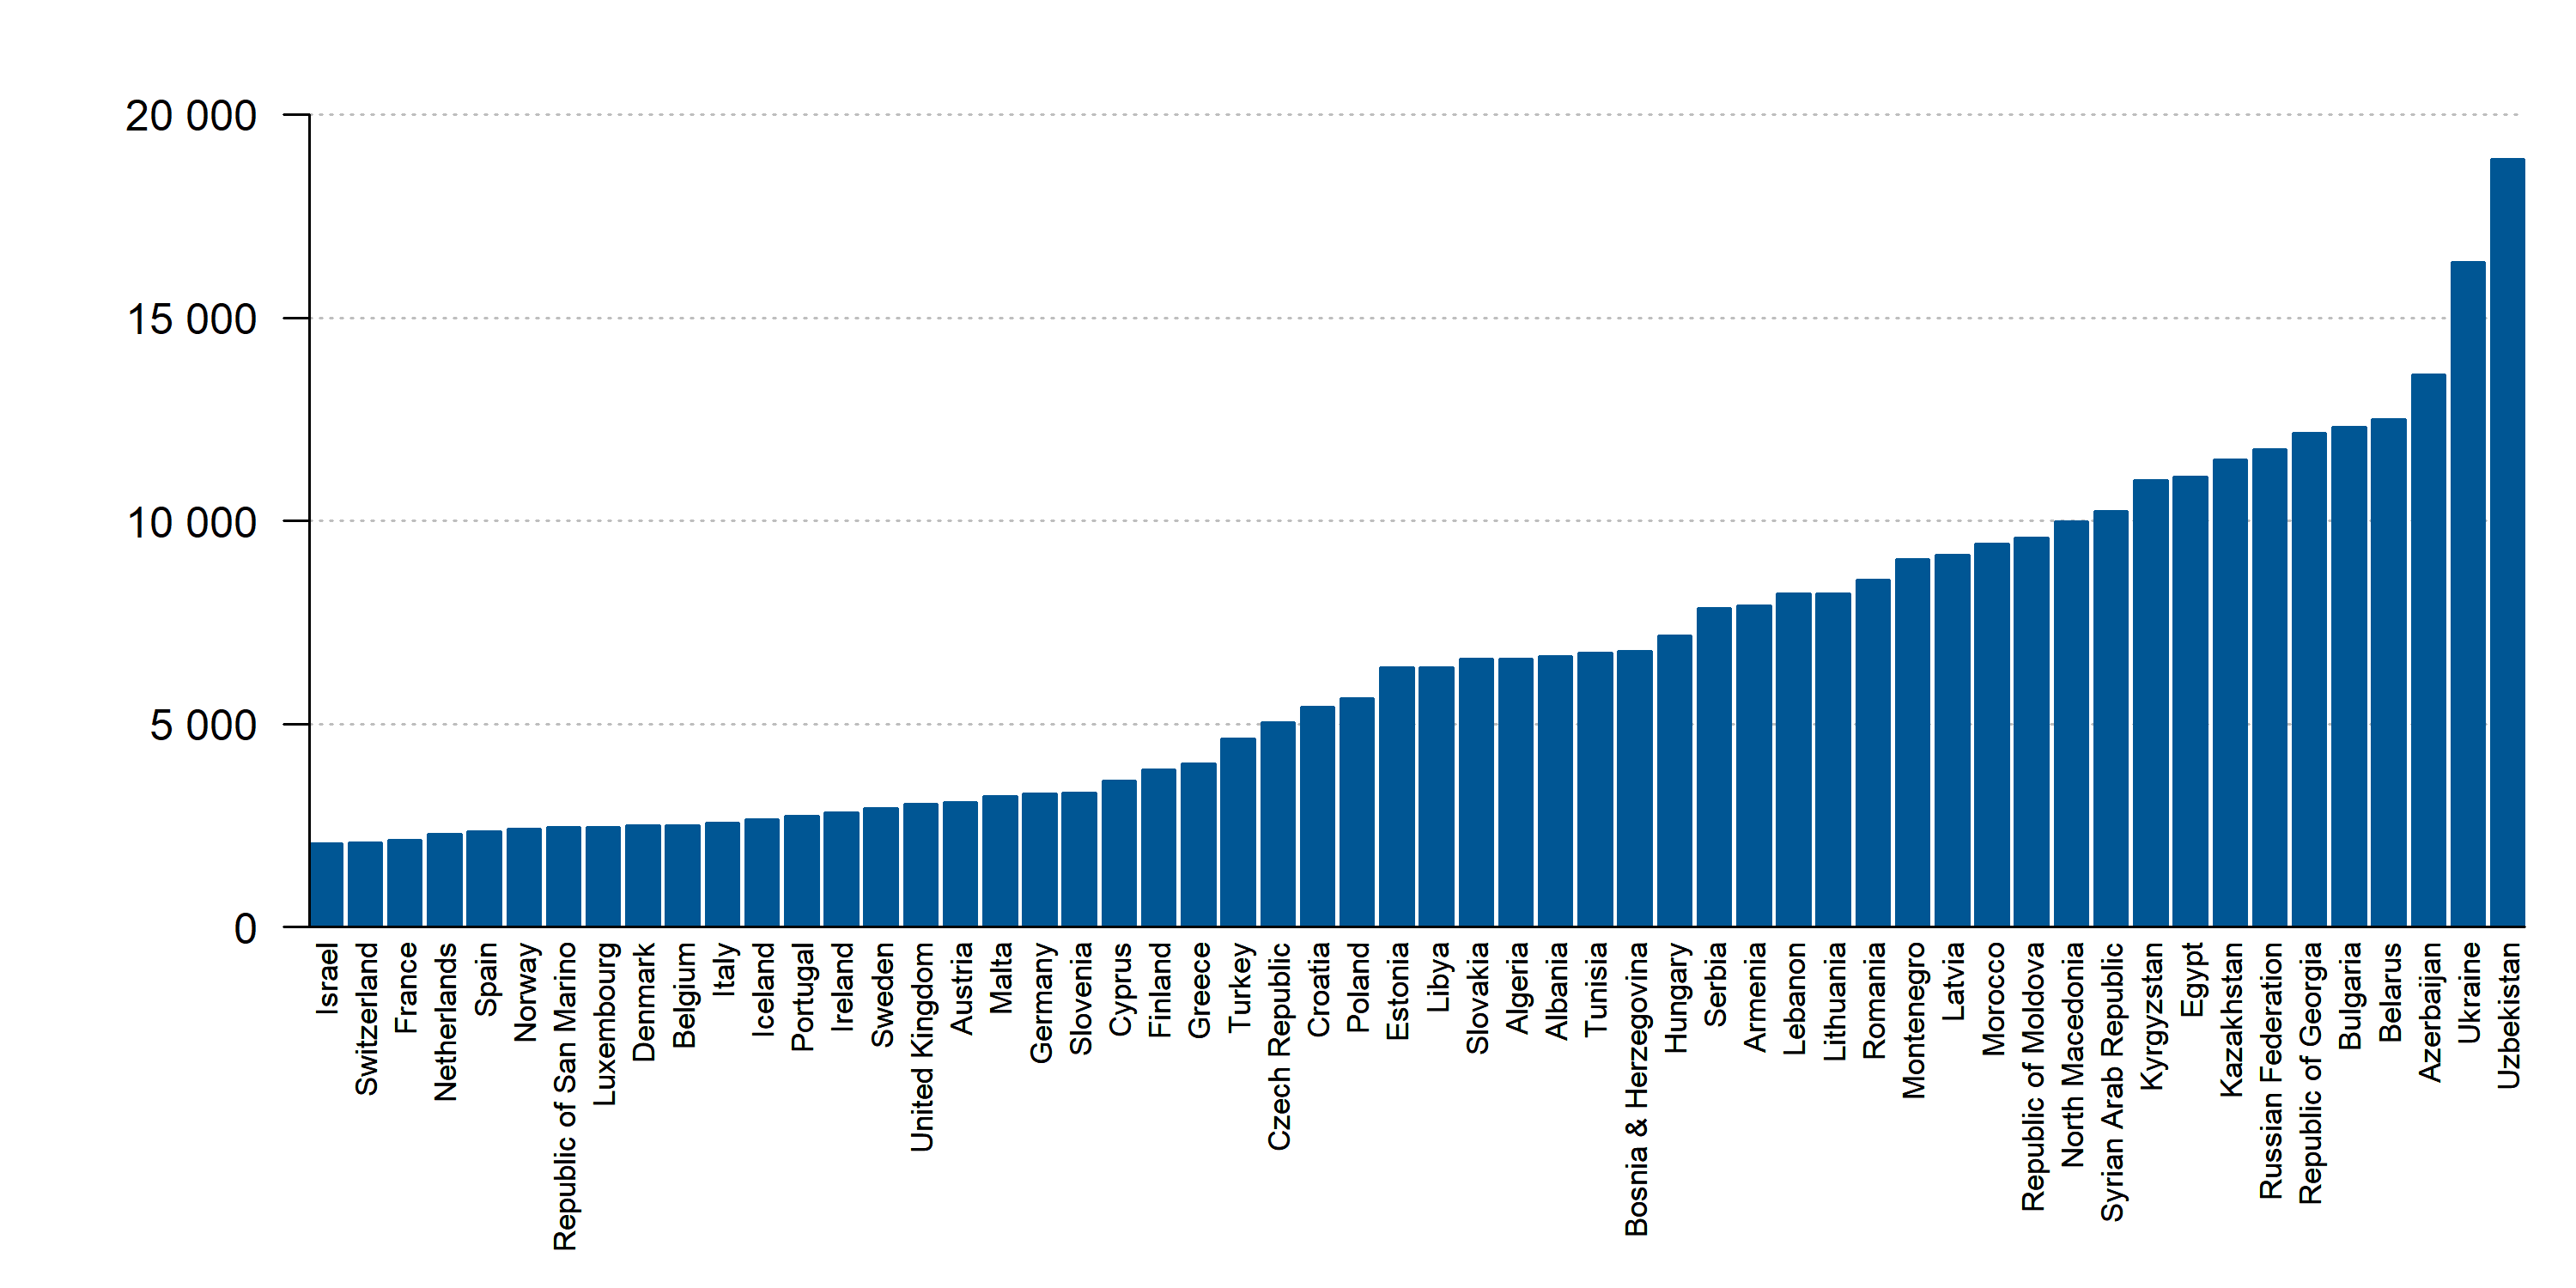 20 000
15 000
10 000
5 000
0
Israel
Switzerland
France
Netherlands
Spain
Norway
Republic of San Marino
Luxembourg
Denmark
Belgium
Italy
Iceland
Portugal
Ireland
Sweden
United Kingdom
Austria
Malta
Germany
Slovenia
Cyprus
Finland
Greece
Turkey
Czech Republic
Croatia
Poland
Estonia
Libya
Slovakia
Algeria
Albania
Tunisia
Bosnia & Herzegovina
Hungary
Serbia
Armenia
Lebanon
Lithuania
Romania
Montenegro
Latvia
Morocco
Republic of Moldova
North Macedonia
Syrian Arab Republic
Kyrgyzstan
Egypt
Kazakhstan
Russian Federation
Republic of Georgia
Bulgaria
Belarus
Azerbaijan
Ukraine
Uzbekistan